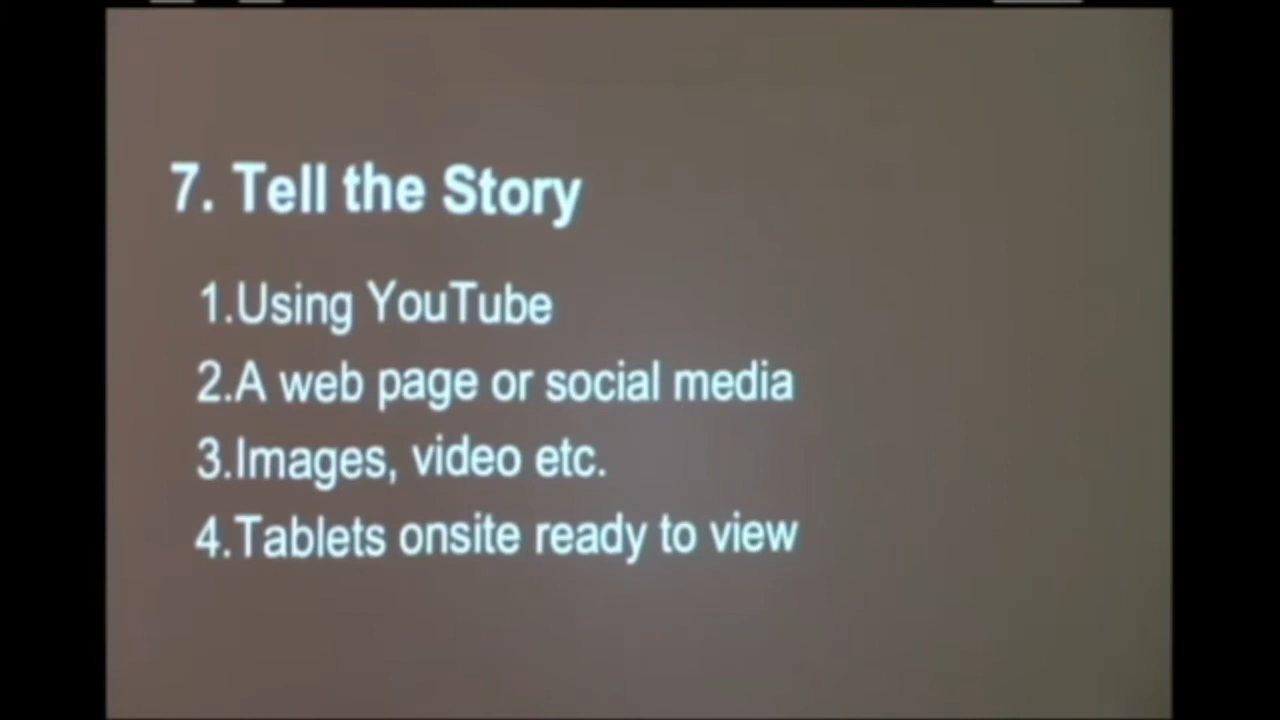 7. Tell the Story
1.Using YouTube
2.A web page or social media
3.Images, video etc.
4.Tablets onsite ready to view